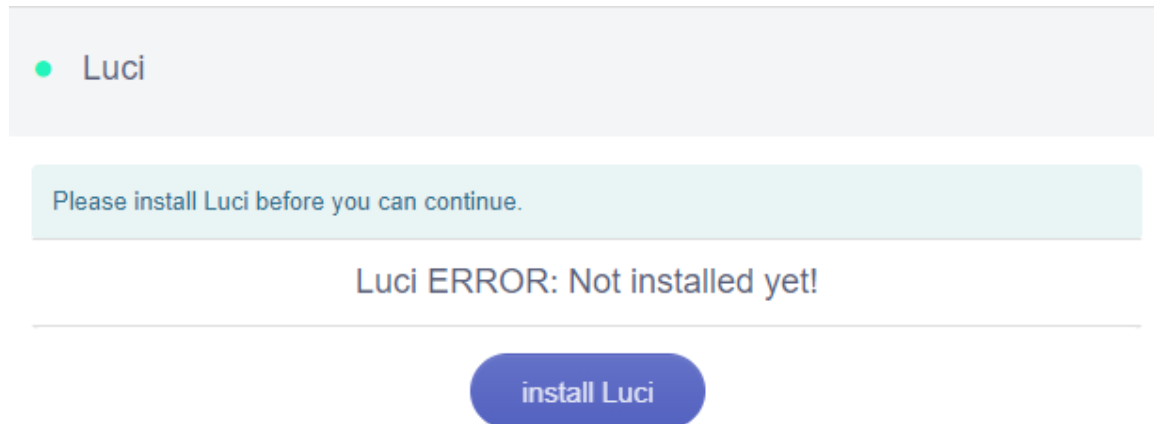 Luci
Please install Luci before you can continue.
Luci ERROR: Not installed yet!
install Luci